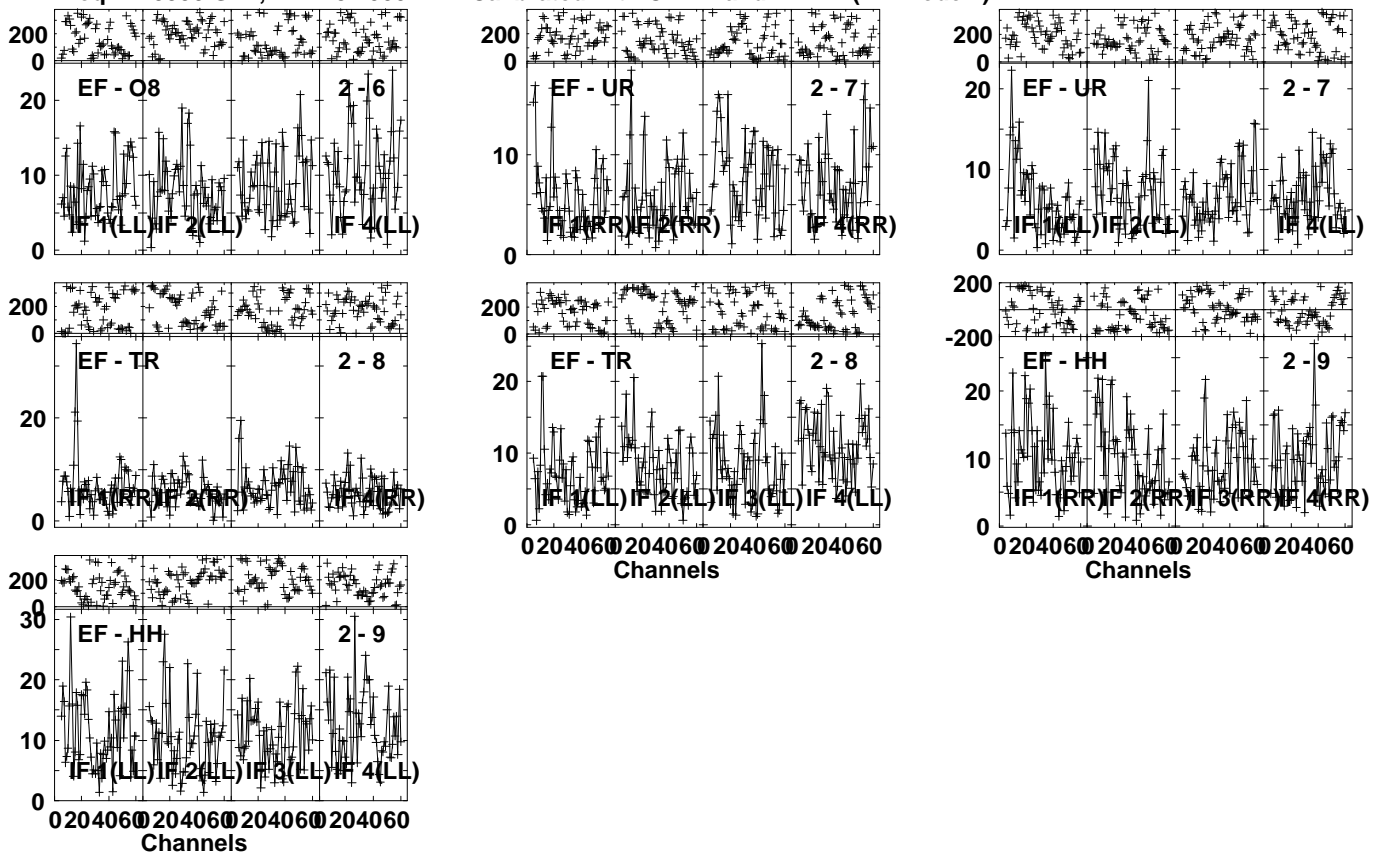 200
0
EF - O8 2 - 6
20
10
0
IF 1(LL) IF 2(LL) IF 4(LL)
EF - UR 2 - 7
10
0
IF 1(RR) IF 2(RR) IF 4(RR)
200
0
EF - UR 2 - 7
20
10
0
IF 1(LL) IF 2(LL) IF 4(LL)
200
0
EF - TR 2 - 8
20
0
IF 1(RR) IF 2(RR) IF 4(RR)
200
0
EF - TR 2 - 8
20
10
0
IF 1(LL) IF 2(LL) IF 3(LL) IF 4(LL)
0 20 40 60 0 20 40 60 0 20 40 60 0 20 40 60
Channels
200
-200
EF - HH 2 - 9
20
10
0
IF 1(RR) IF 2(RR) IF 3(RR) IF 4(RR)
0 20 40 60 0 20 40 60 0 20 40 60 0 20 40 60
Channels
200
0
EF - HH 2 - 9
30
20
10
0
IF 1(LL) IF 2(LL) IF 3(LL) IF 4(LL)
0 20 40 60 0 20 40 60 0 20 40 60 0 20 40 60
Channels